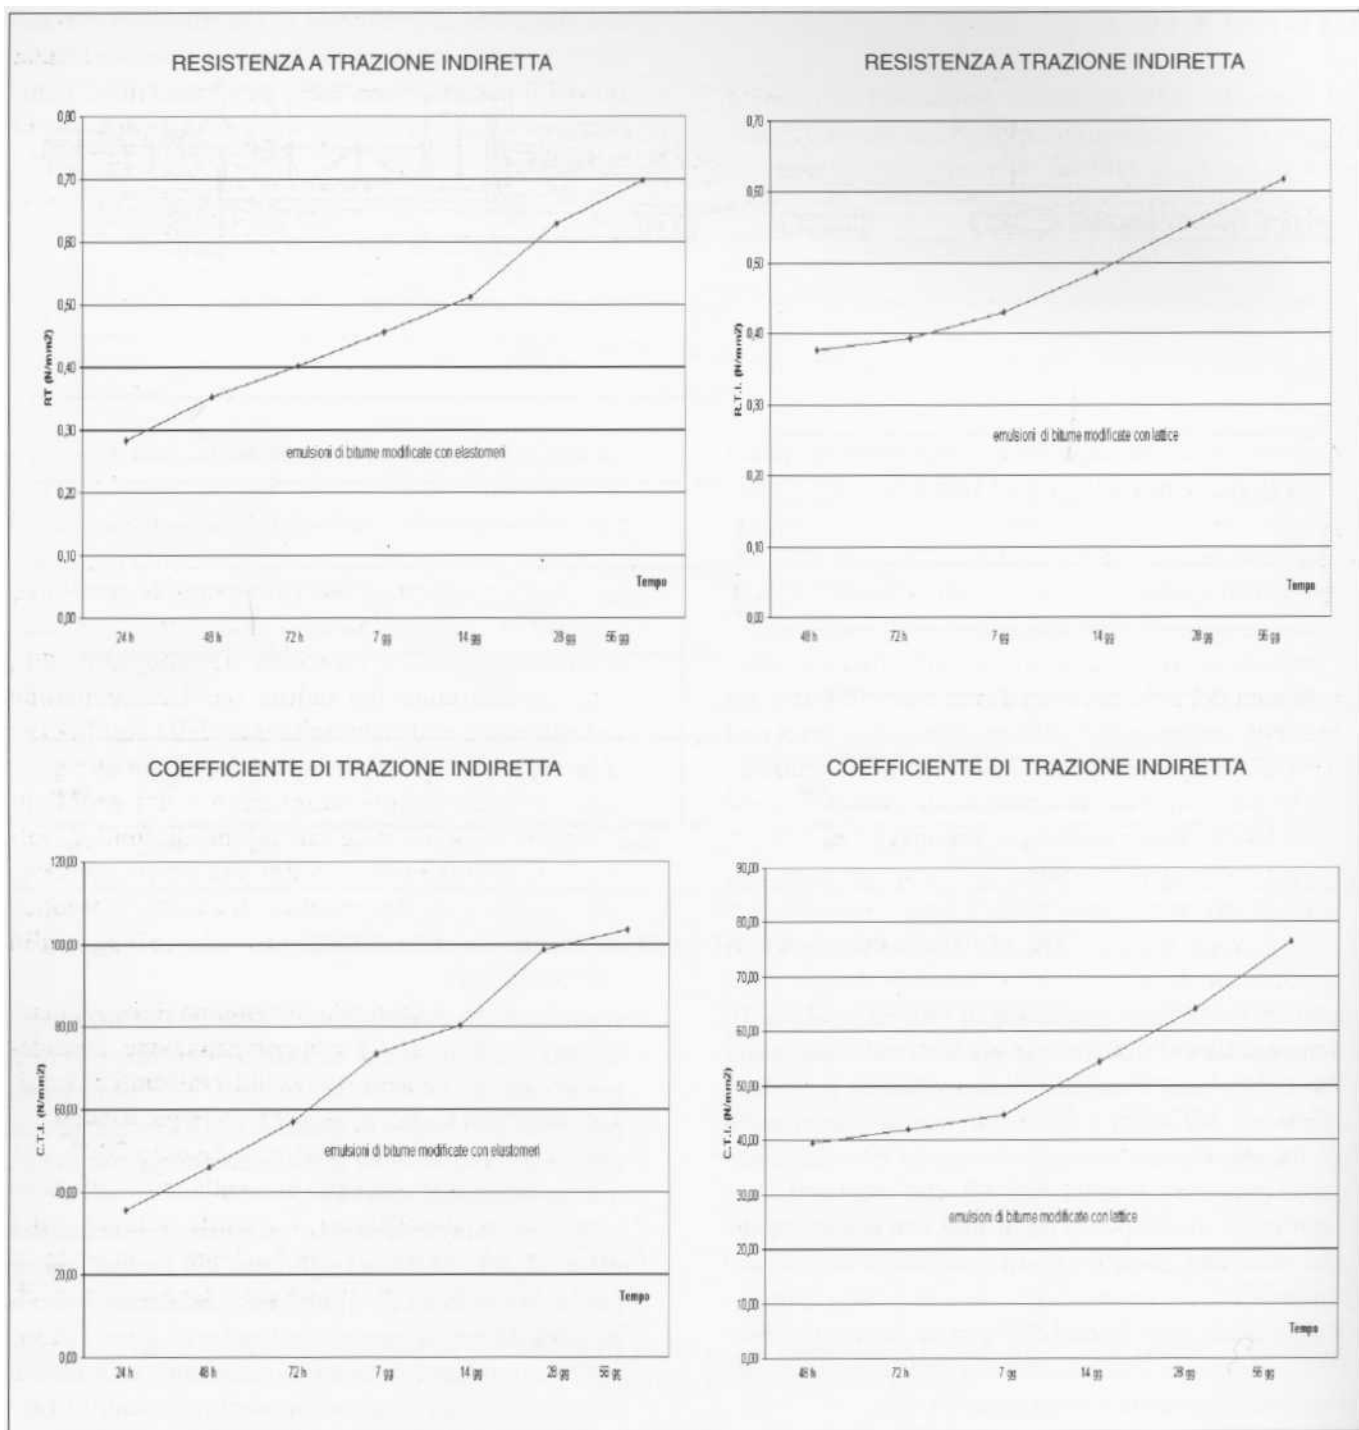 RESISTENZA A TRAZIONE INDIRETTA
0,80
0,70
0,60
0,50
0,40
0,30
0,20
0,10
0,00
RT (N/mm2)
emulsioni di bitume modificate con elastomeri
Tempo
24 h 48 h 72 h 7 gg 14 gg 28 gg 56 gg
RESISTENZA A TRAZIONE INDIRETTA
0,70
0,60
0,50
0,40
0,30
0,20
0,10
0,00
R.T.I. (N/mm2)
emulsioni di bitume modificate con lattice
Tempo
48 h 72 h 7 gg 14 gg 28 gg 56 gg
COEFFICIENTE DI TRAZIONE INDIRETTA
120,00
100,00
80,00
60,00
40,00
20,00
0,00
C.T.I. (N/mm2)
emulsioni di bitume modificate con elastomeri
Tempo
24 h 48 h 72 h 7 gg 14 gg 28 gg 56 gg
COEFFICIENTE DI TRAZIONE INDIRETTA
90,00
80,00
70,00
60,00
50,00
40,00
30,00
20,00
10,00
0,00
C.T.I. (N/mm2)
emulsioni di bitume modificate con lattice
Tempo
48 h 72 h 7 gg 14 gg 28 gg 56 gg